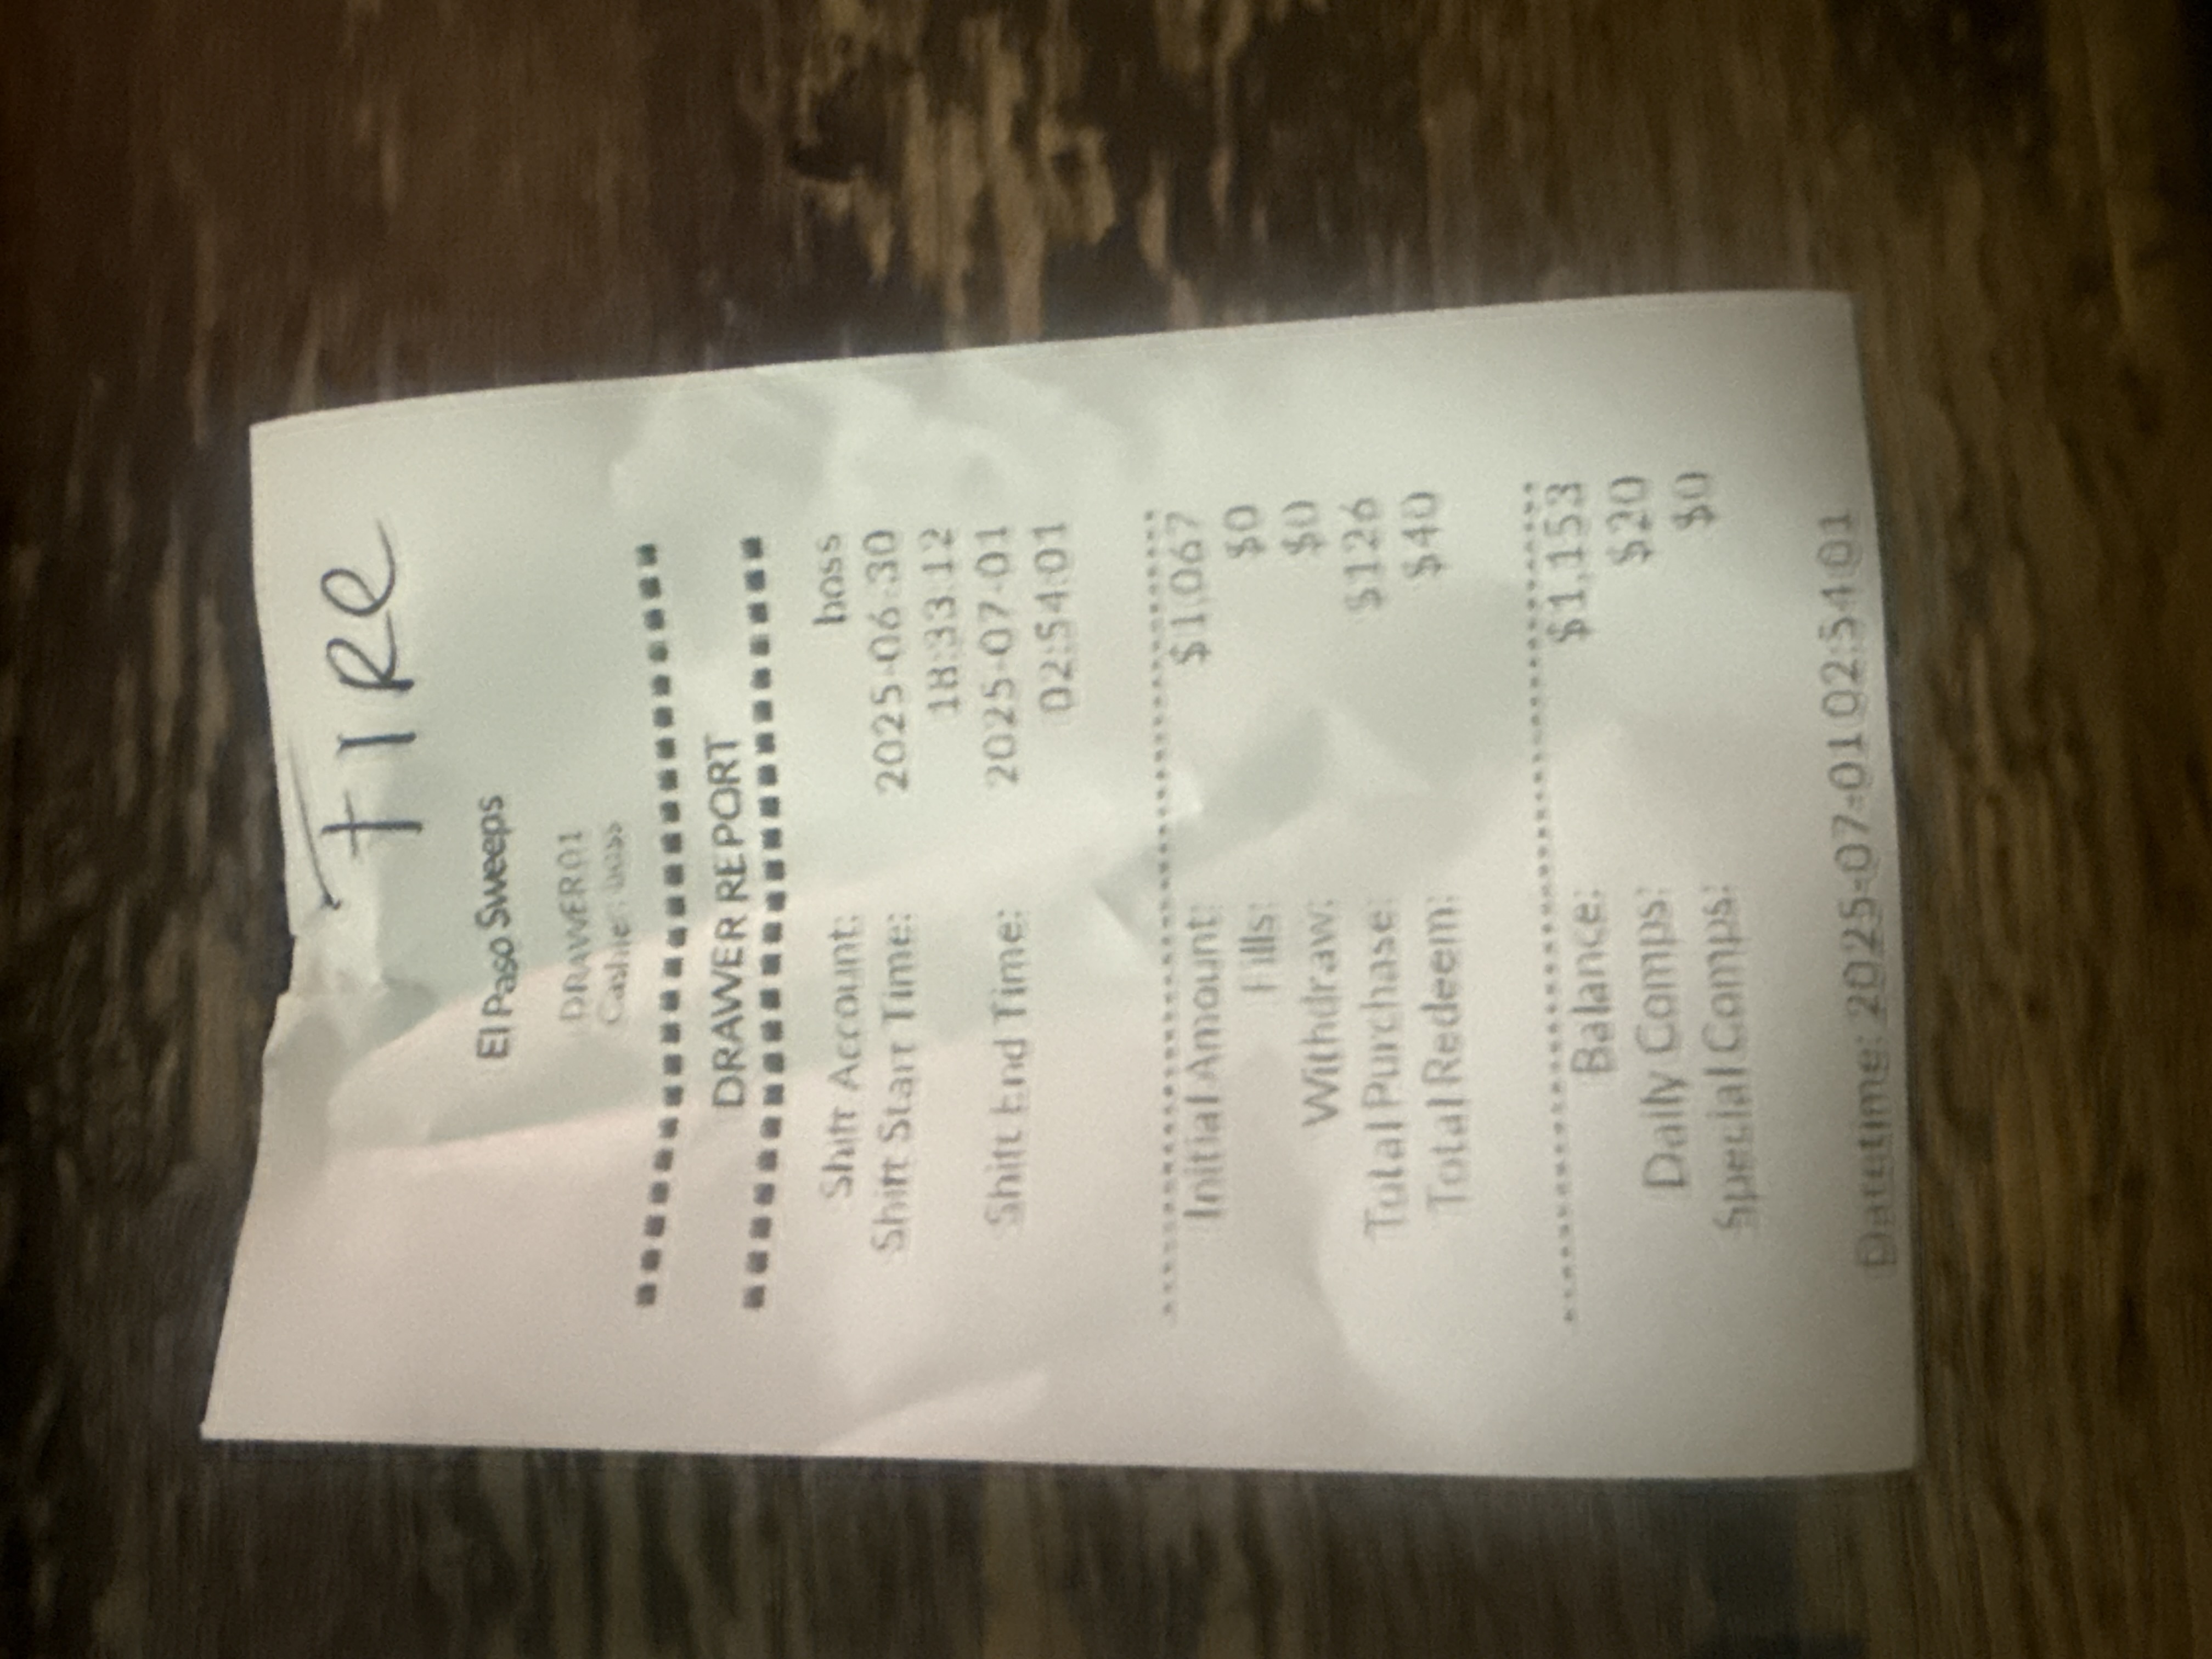 FIRe
El Paso Sweeps
DRAWER01
Cashier: boss
DRAWER REPORT
Shift Account: boss
Shift Start Time: 2025-06-30
18:33:12
Shift End Time: 2025-07-01
02:54:01
Initial Amount: $1,067
Fills: $0
Withdraw: $0
Total Purchase: $126
Total Redeem: $40
Balance: $1,153
Daily Comps: $20
Special Comps: $0
Datetime: 2025-07-01 02:54:01